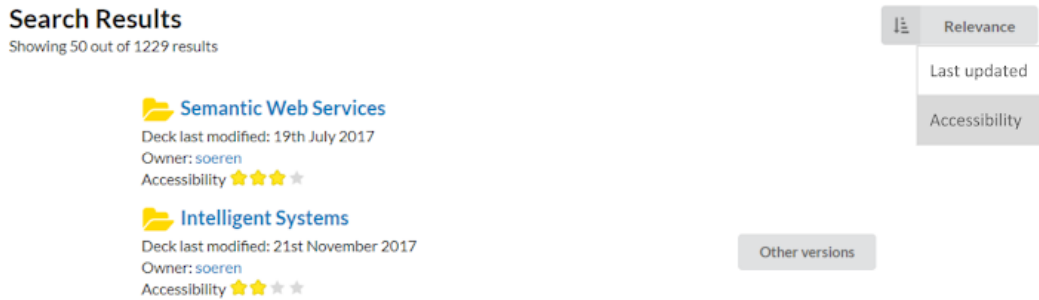 Search Results
Showing 50 out of 1229 results
Relevance
Last updated
Accessibility
Semantic Web Services
Deck last modified: 19th July 2017
Owner: soeren
Accessibility
Intelligent Systems
Deck last modified: 21st November 2017
Owner: soeren
Accessibility
Other versions